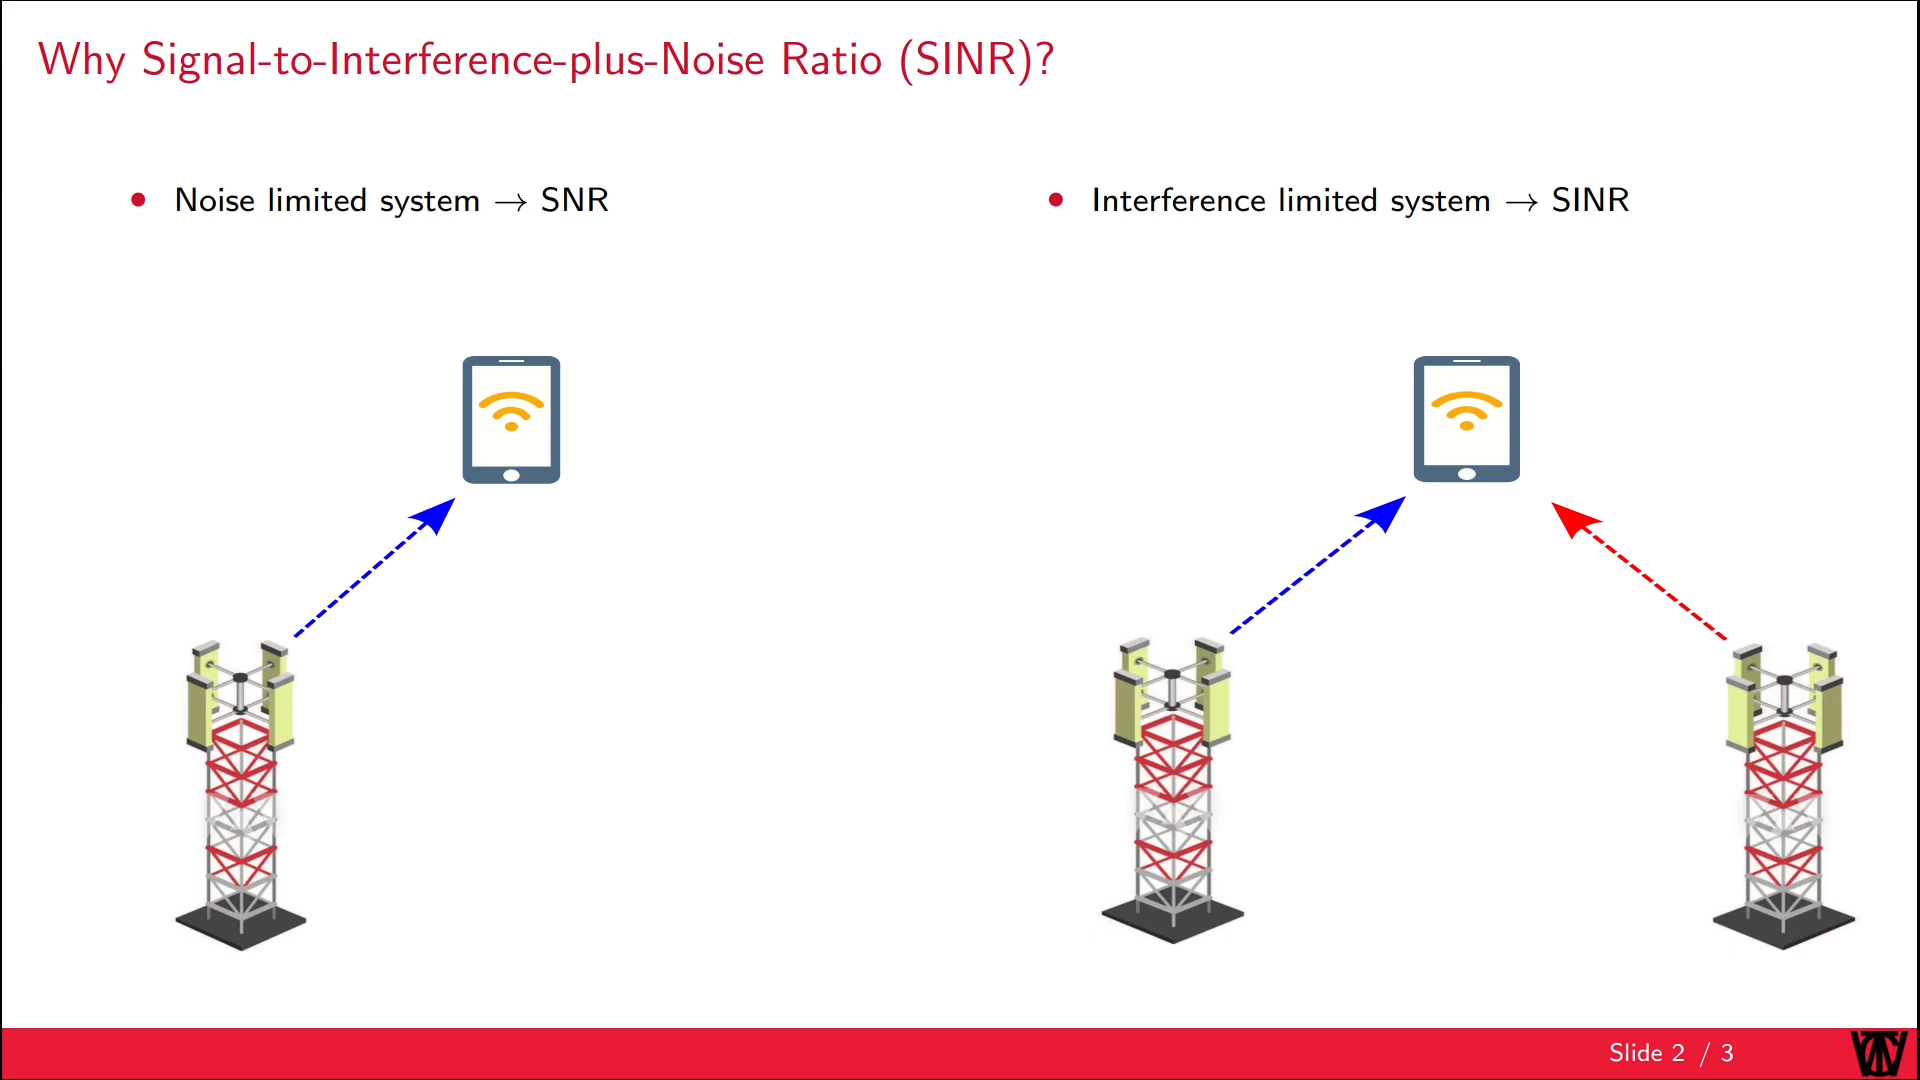 Why Signal-to-Interference-plus-Noise Ratio (SINR)?
• Noise limited system → SNR
• Interference limited system → SINR
Slide 2 / 3